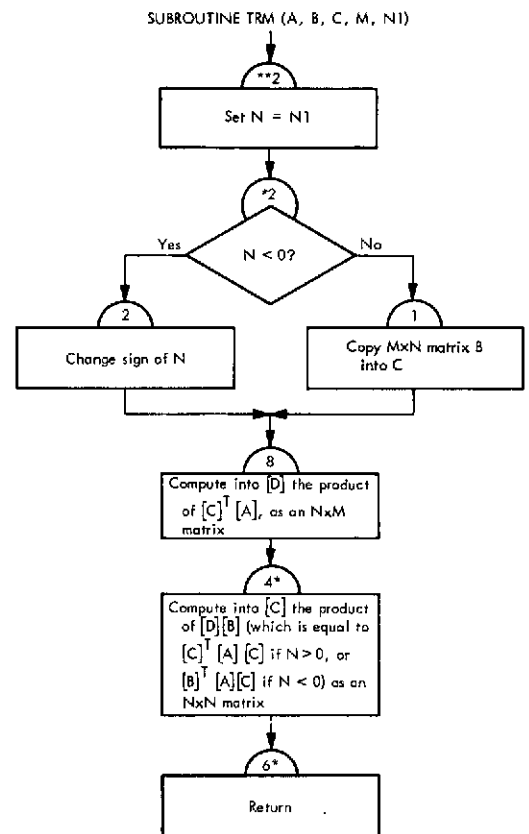 SUBROUTINE TRM (A, B, C, M, N1)
**2
Set N = N1
*2
N < 0?
Yes
No
2
Change sign of N
1
Copy MxN matrix B
into C
8
Compute into [D] the product
of [C]ᵀ [A], as an NxM
matrix
4*
Compute into [C] the product
of [D][B] (which is equal to
[C]ᵀ [A] [C] if N > 0, or
[B]ᵀ [A][C] if N < 0) as an
NxN matrix
6*
Return